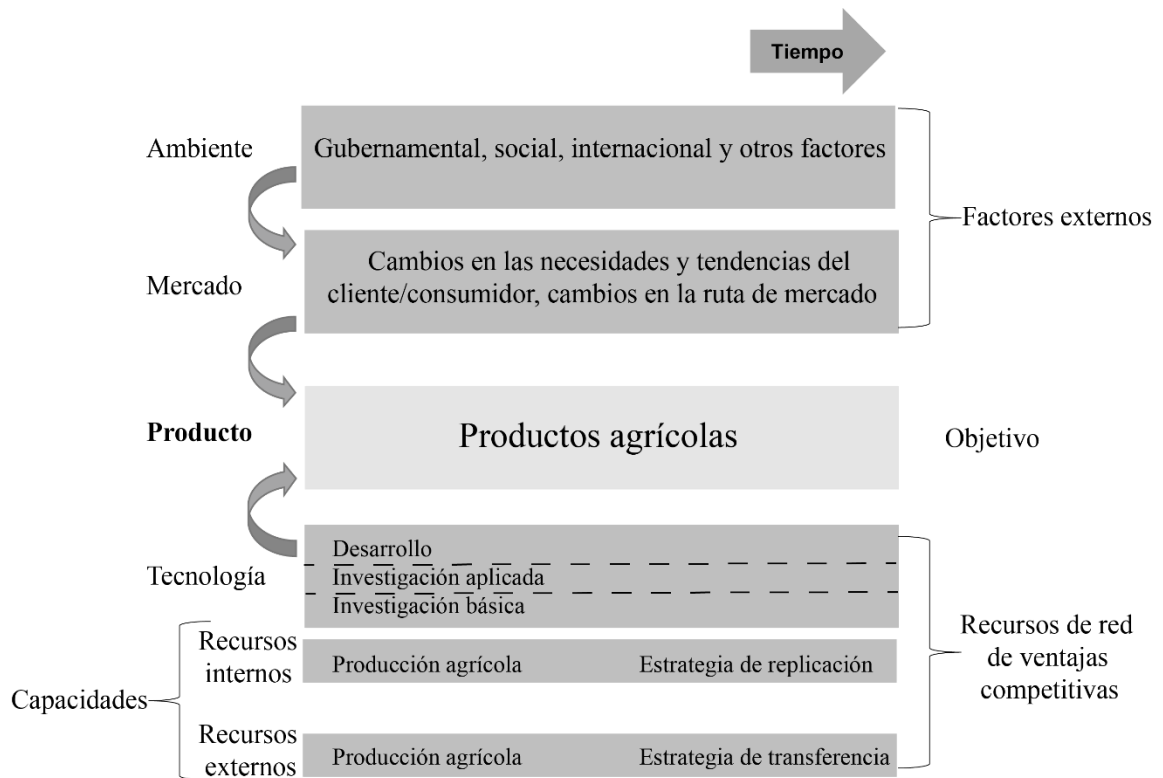 Tiempo
Ambiente
Gubernamental, social, internacional y otros factores
Factores externos
Mercado
Cambios en las necesidades y tendencias del
cliente/consumidor, cambios en la ruta de mercado
Producto
Productos agrícolas
Objetivo
Tecnología
Desarrollo
Investigación aplicada
Investigación básica
Capacidades
Recursos
internos
Producción agrícola
Estrategia de replicación
Recursos de red
de ventajas
competitivas
Recursos
externos
Producción agrícola
Estrategia de transferencia